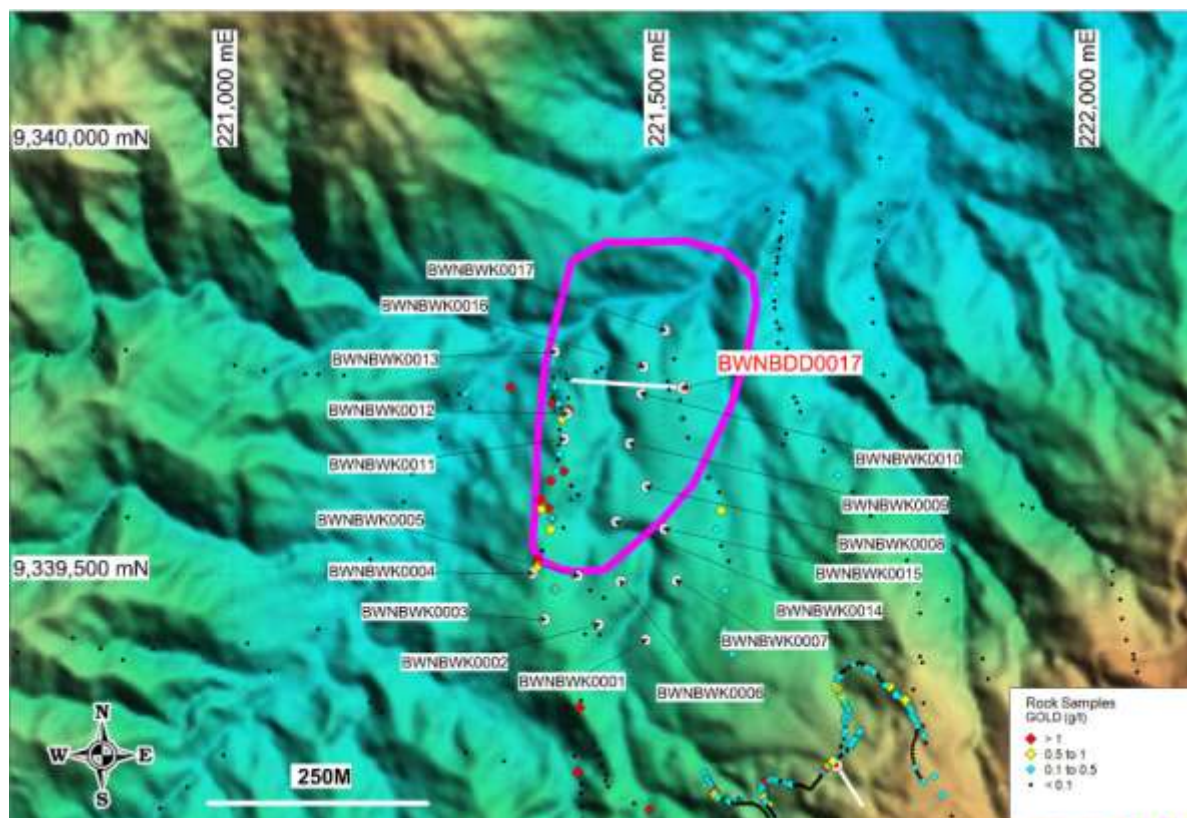 221,000 mE
221,500 mE
222,000 mE
9,340,000 mN
BWNBWK0017
BWNBWK0016
BWNBWK0013
BWNBDD0017
BWNBWK0012
BWNBWK0011
BWNBWK0010
BWNBWK0009
BWNBWK0005
BWNBWK0008
9,339,500 mN
BWNBWK0004
BWNBWK0015
BWNBWK0003
BWNBWK0014
BWNBWK0007
BWNBWK0002
BWNBWK0001
BWNBWK0006
N
W E
S
250M
Rock Samples
GOLD (g/t)
> 1
0.5 to 1
0.1 to 0.5
< 0.1